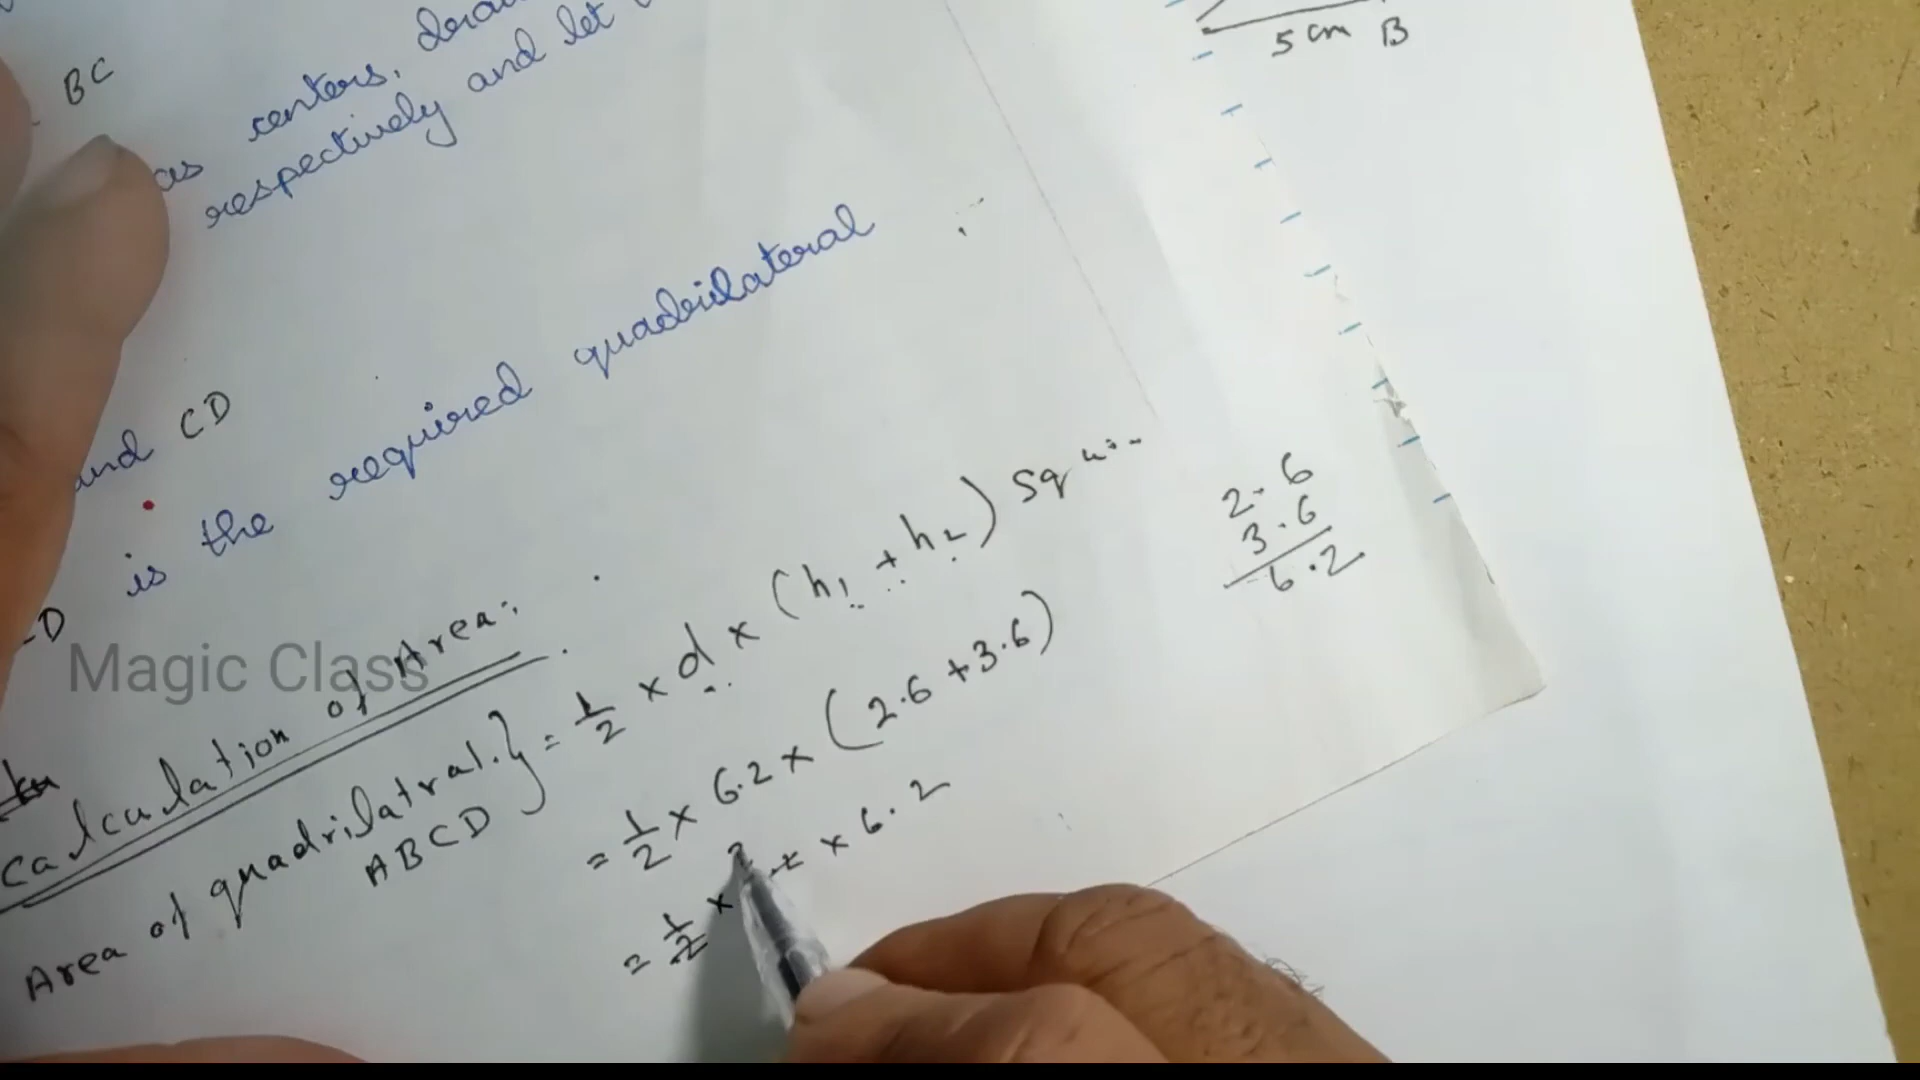 BC
as centers, draw
respectively and let
5 cm B
and CD
is the required quadrilateral
D
Magic Class
Calculation of Area:
Area of quadrilatral. } = 1/2 × d × (h1 + h2) sq
ABCD
= 1/2 × 6.2 × (2.6 + 3.6)
= 1/2 × × 6.2
2.6
3.6
6.2